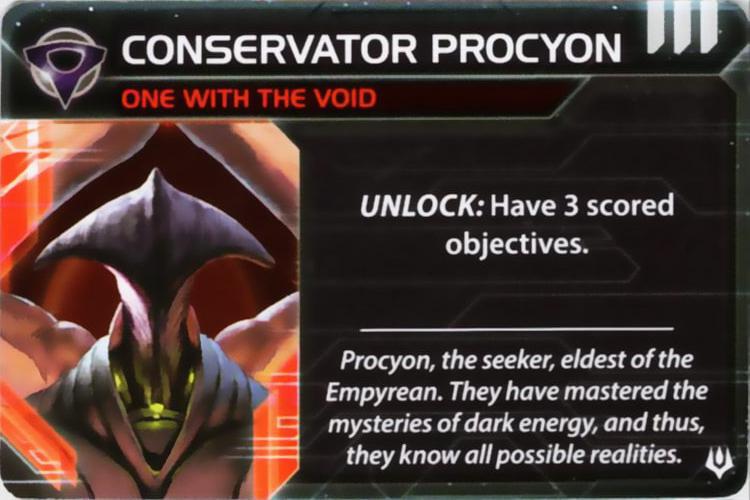 CONSERVATOR PROCYON
ONE WITH THE VOID
UNLOCK: Have 3 scored
objectives.
Procyon, the seeker, eldest of the
Empyrean. They have mastered the
mysteries of dark energy, and thus,
they know all possible realities.